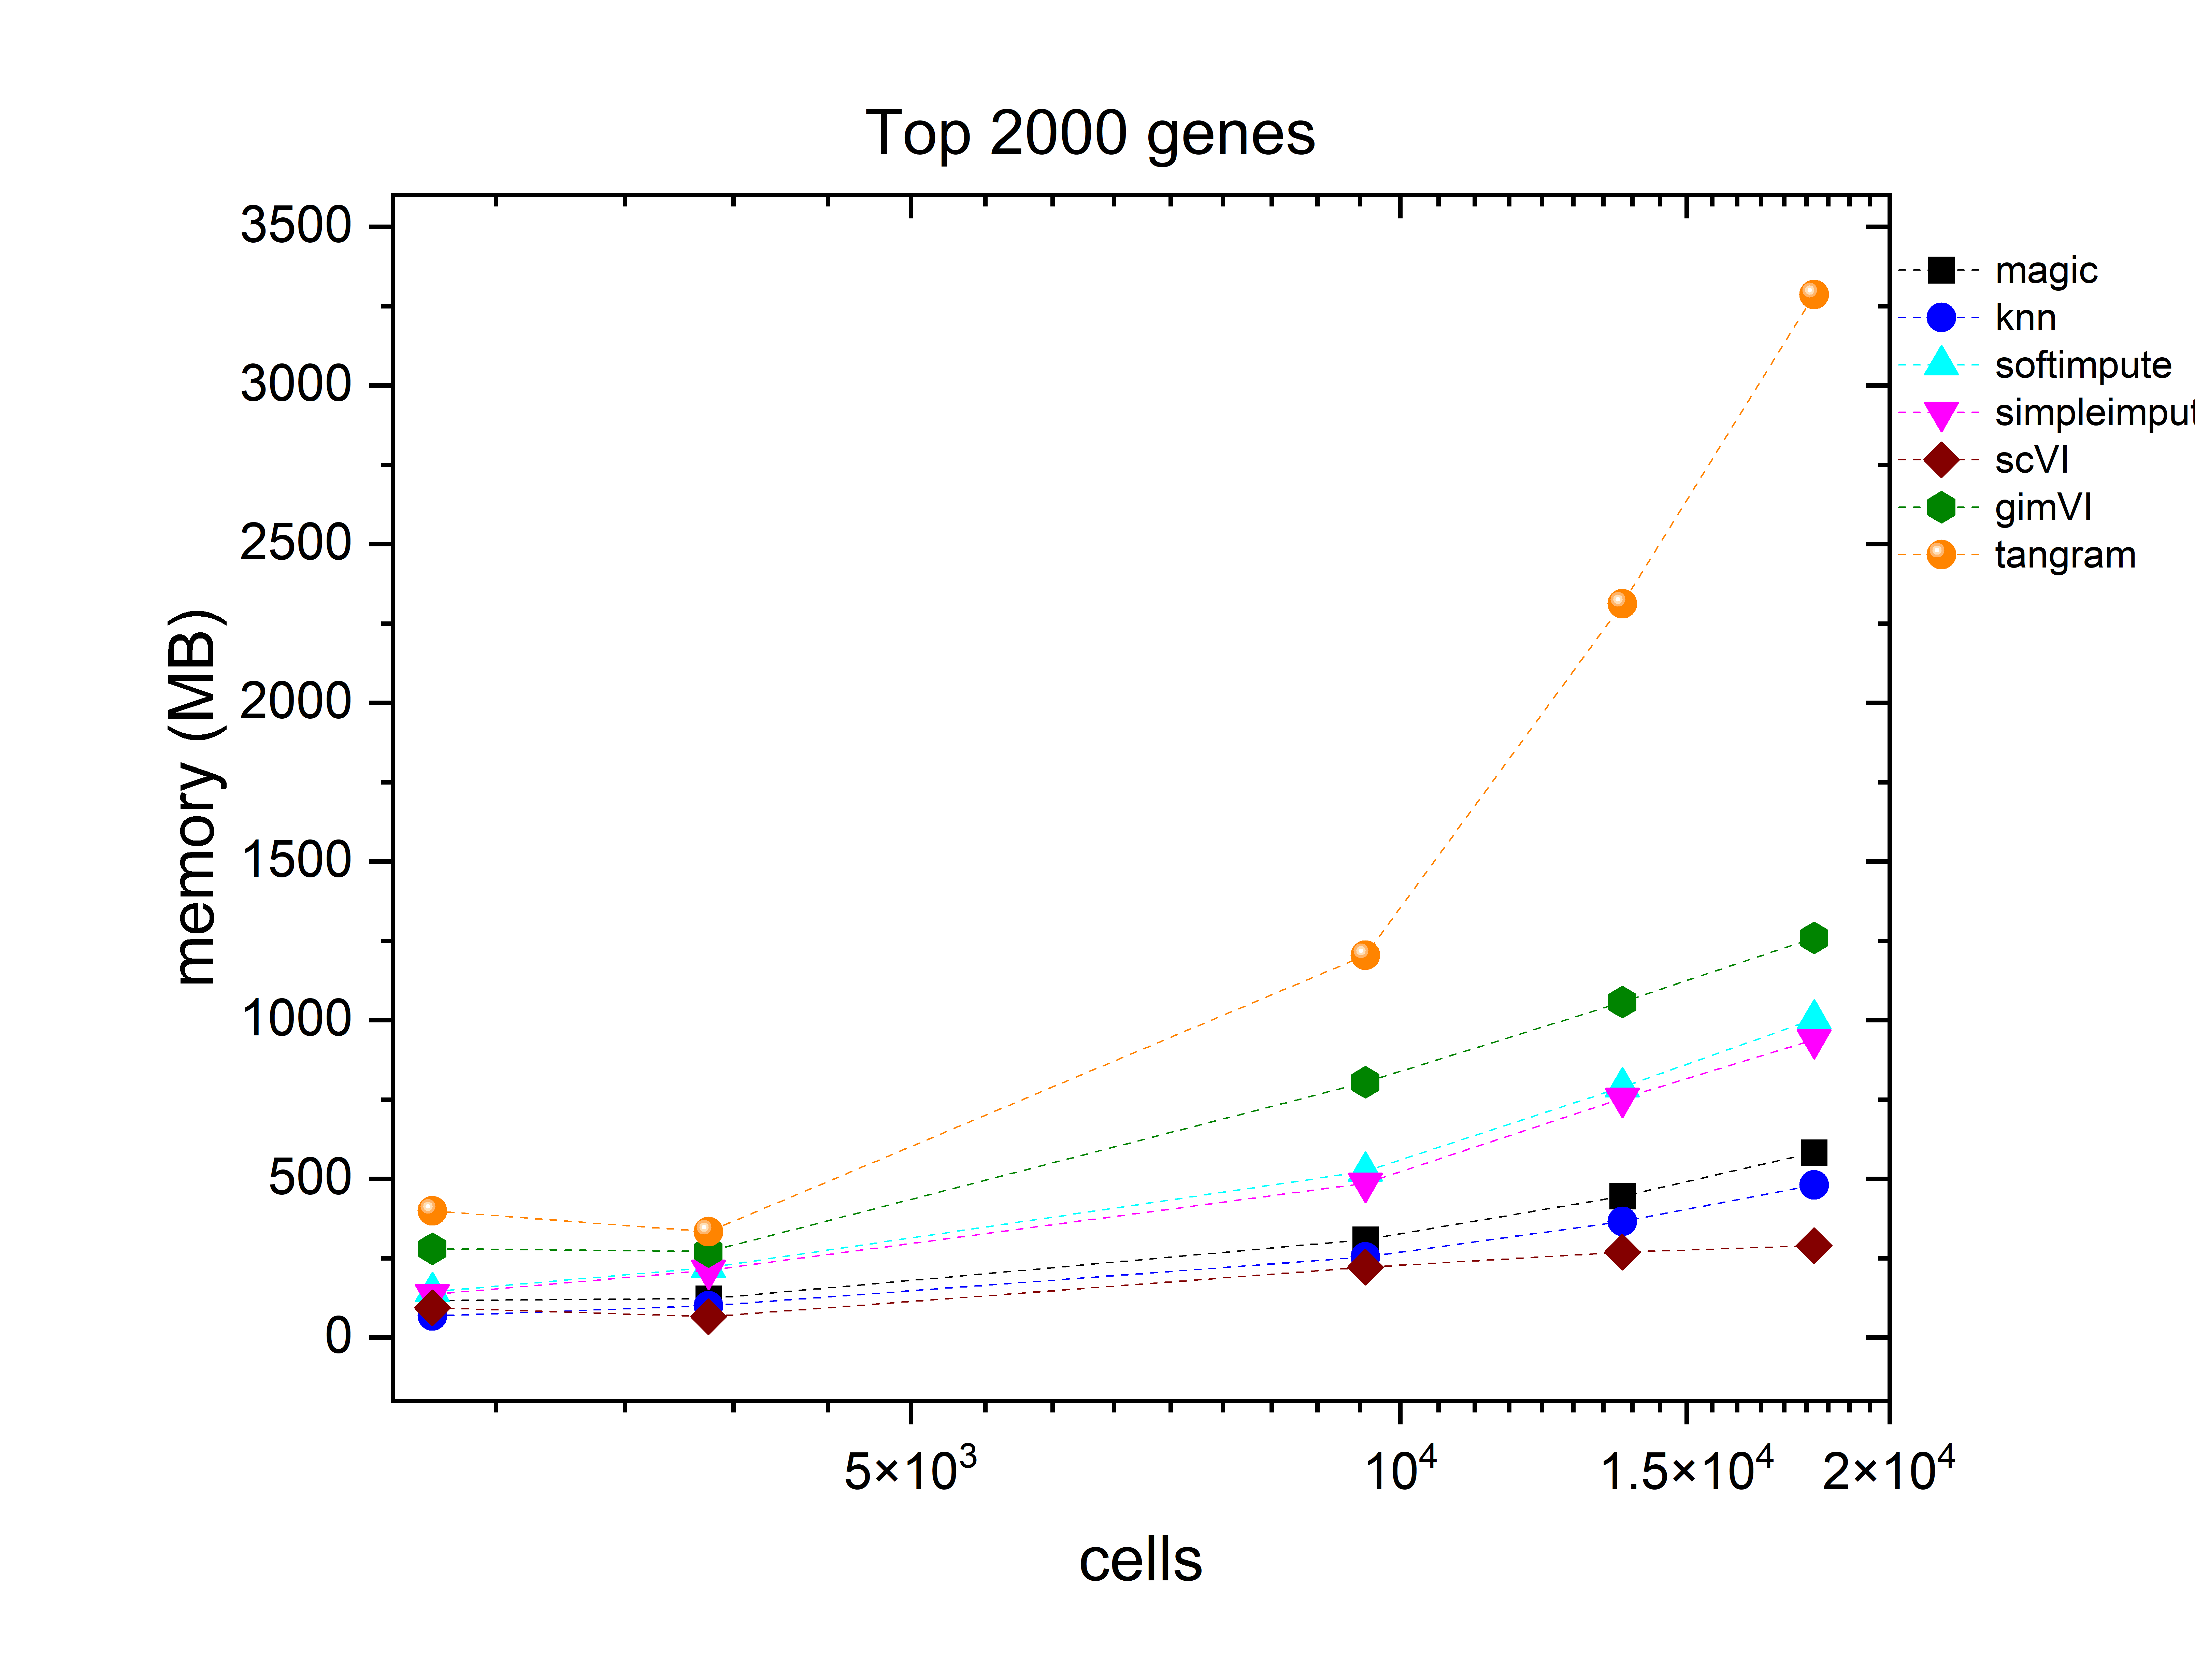 Top 2000 genes
3500
3000
2500
2000
1500
1000
500
0
memory (MB)
5×10³
10⁴
1.5×10⁴
2×10⁴
cells
magic
knn
softimpute
simpleimput
scVI
gimVI
tangram